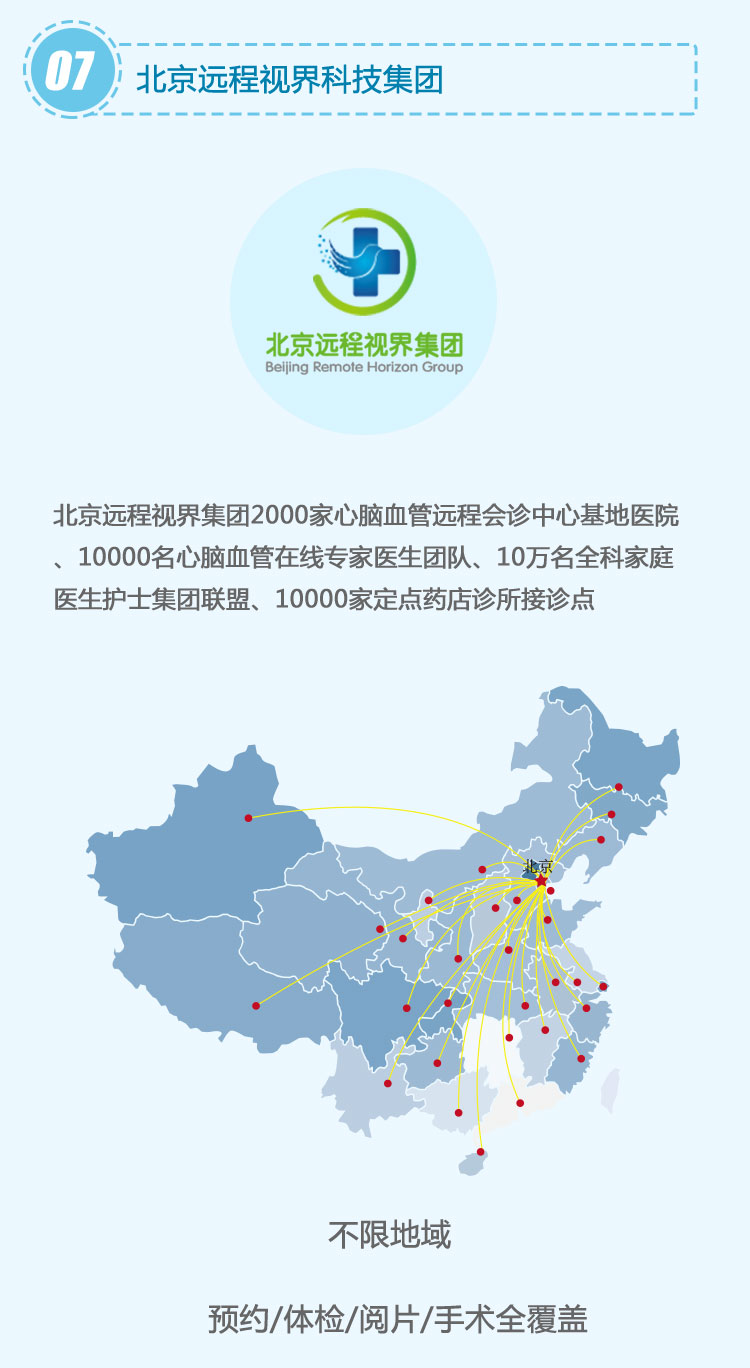 07
北京远程视界科技集团
北京远程视界集团
Beijing Remote Horizon Group
北京远程视界集团2000家心脑血管远程会诊中心基地医院
、10000名心脑血管在线专家医生团队、10万名全科家庭
医生护士集团联盟、10000家定点药店诊所接诊点
北京
不限地域
预约/体检/阅片/手术全覆盖